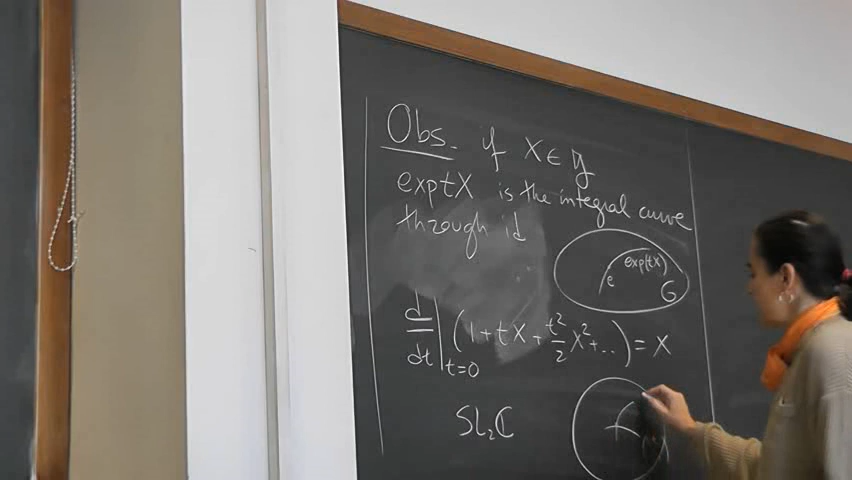 Obs. if X ∈ 𝔤
exp tX is the integral curve
through id
exp(tX)
e
G
d/dt|t=0 (1 + tX + t²/2 X² + ...) = X
SL₂ℂ